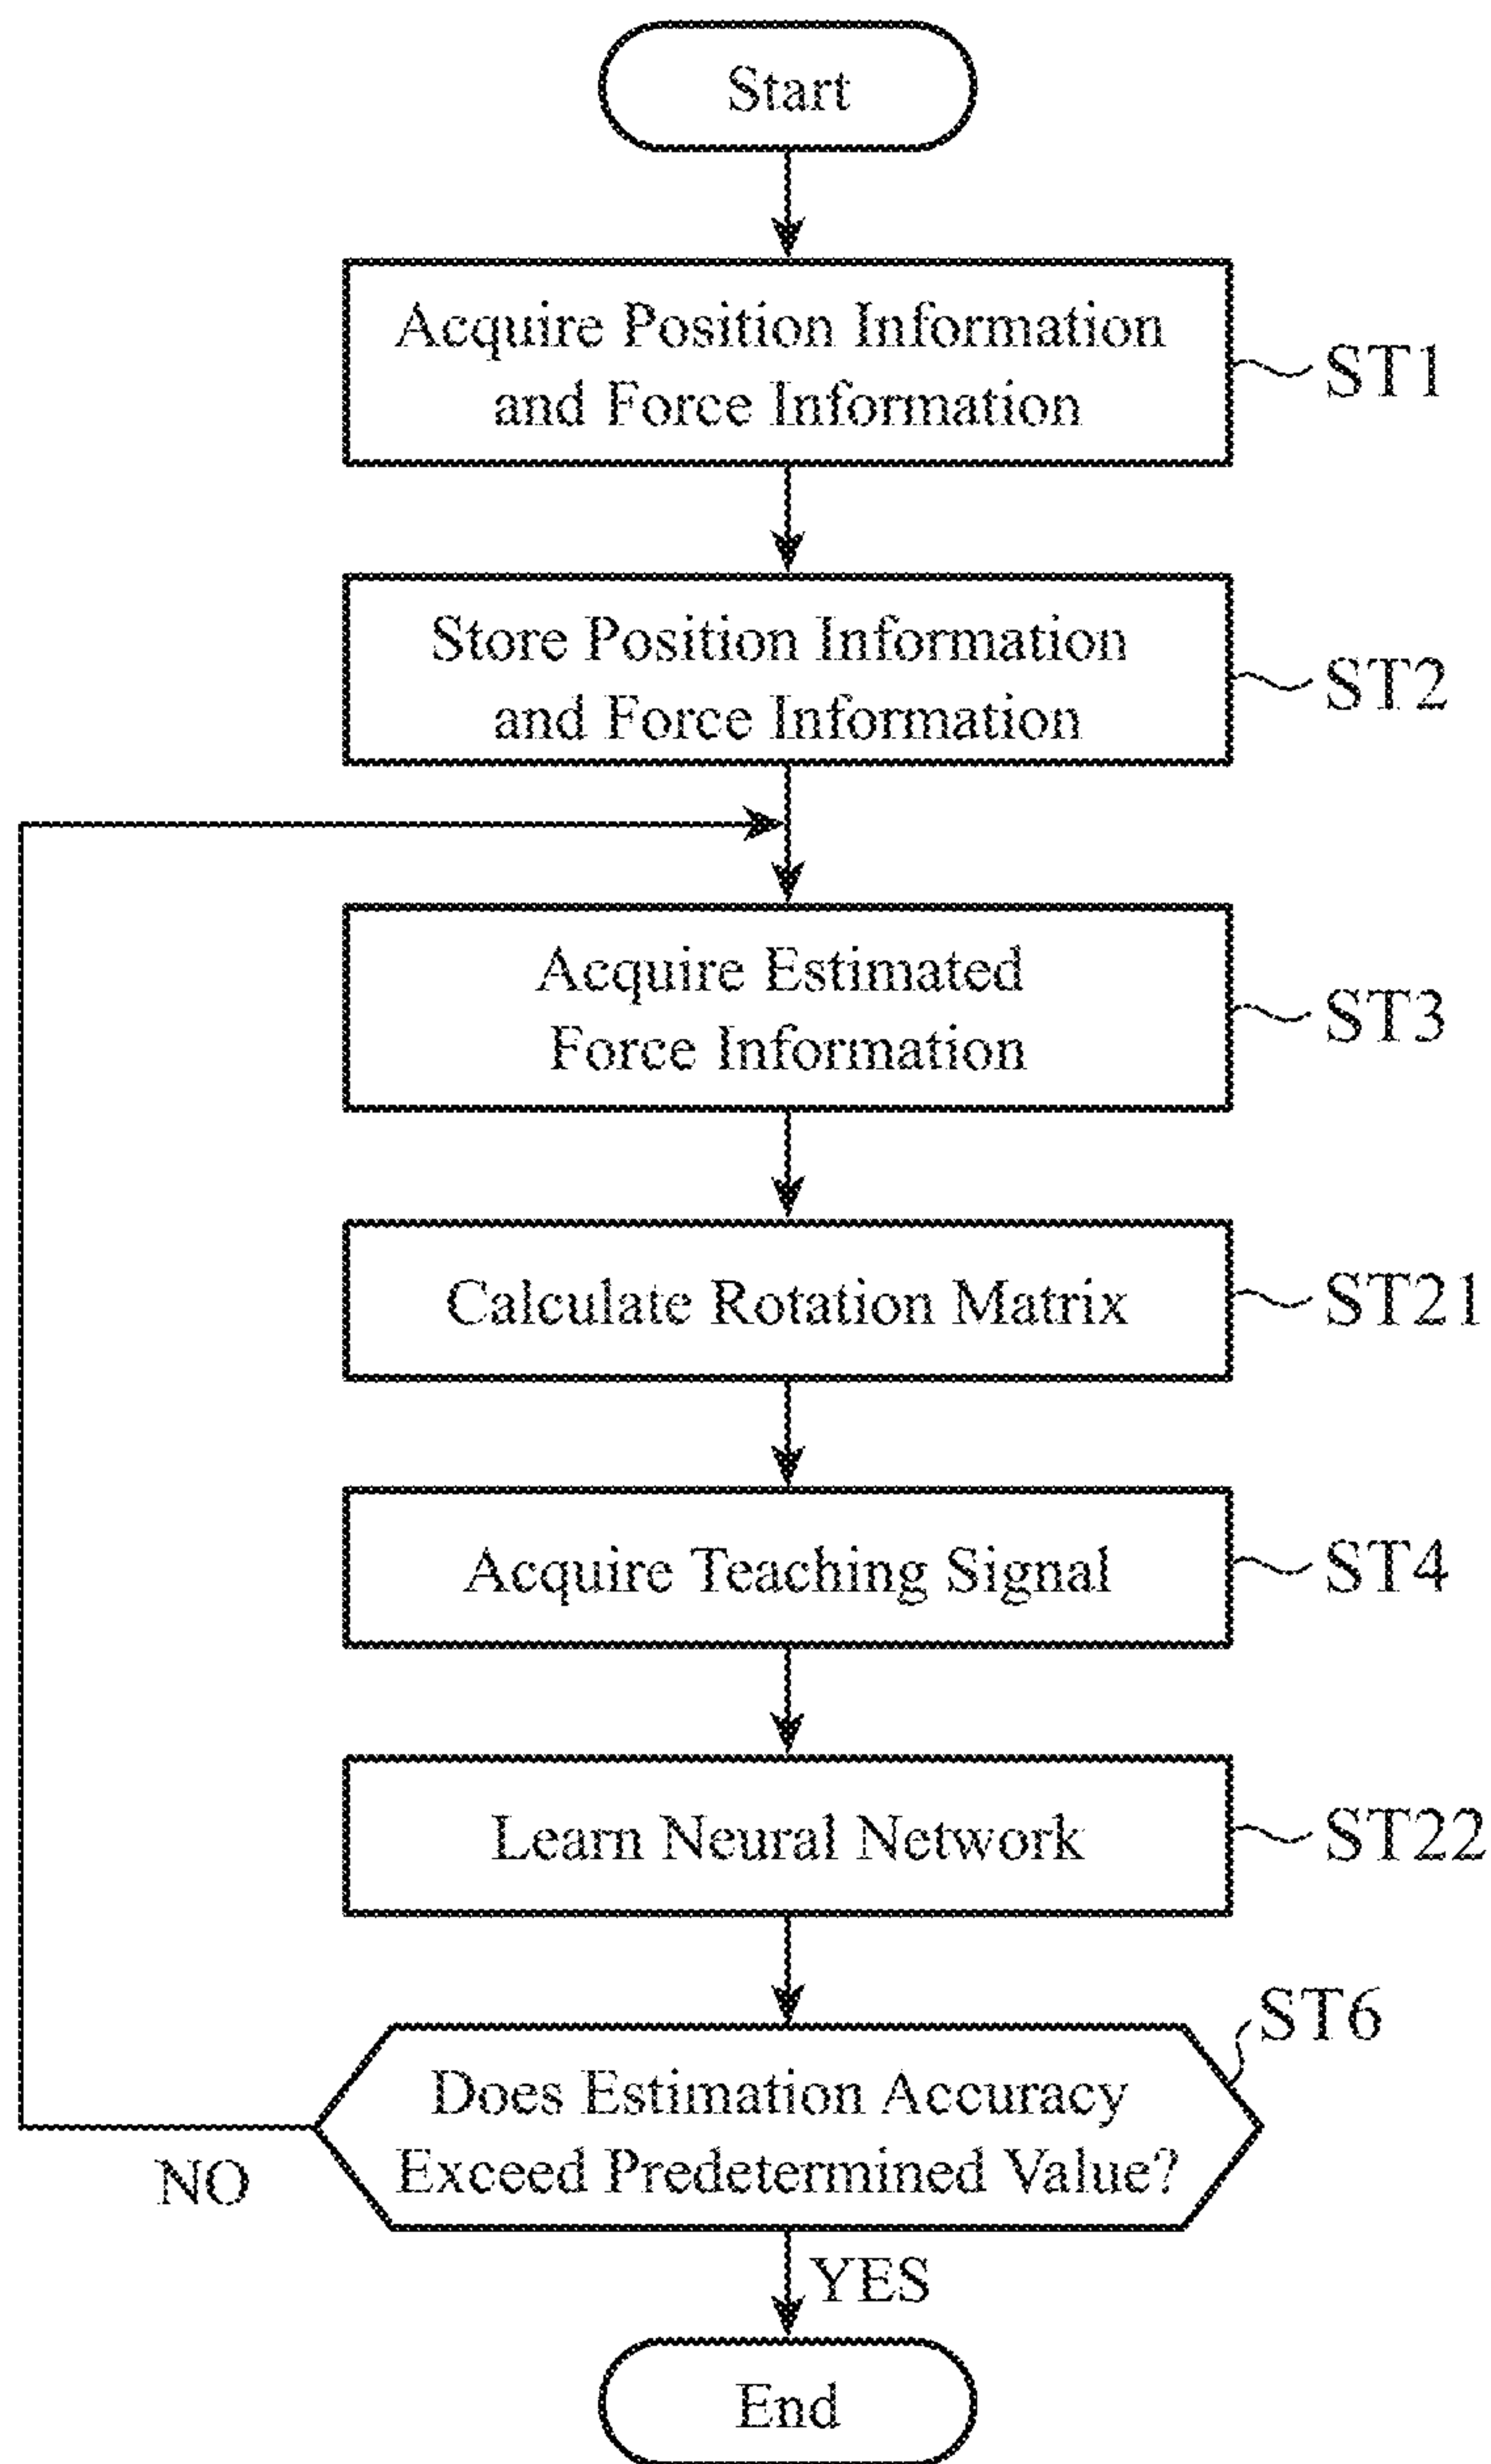 Start
Acquire Position Information
and Force Information
ST1
Store Position Information
and Force Information
ST2
Acquire Estimated
Force Information
ST3
Calculate Rotation Matrix
ST21
Acquire Teaching Signal
ST4
Learn Neural Network
ST22
ST6
Does Estimation Accuracy
Exceed Predetermined Value?
NO
YES
End